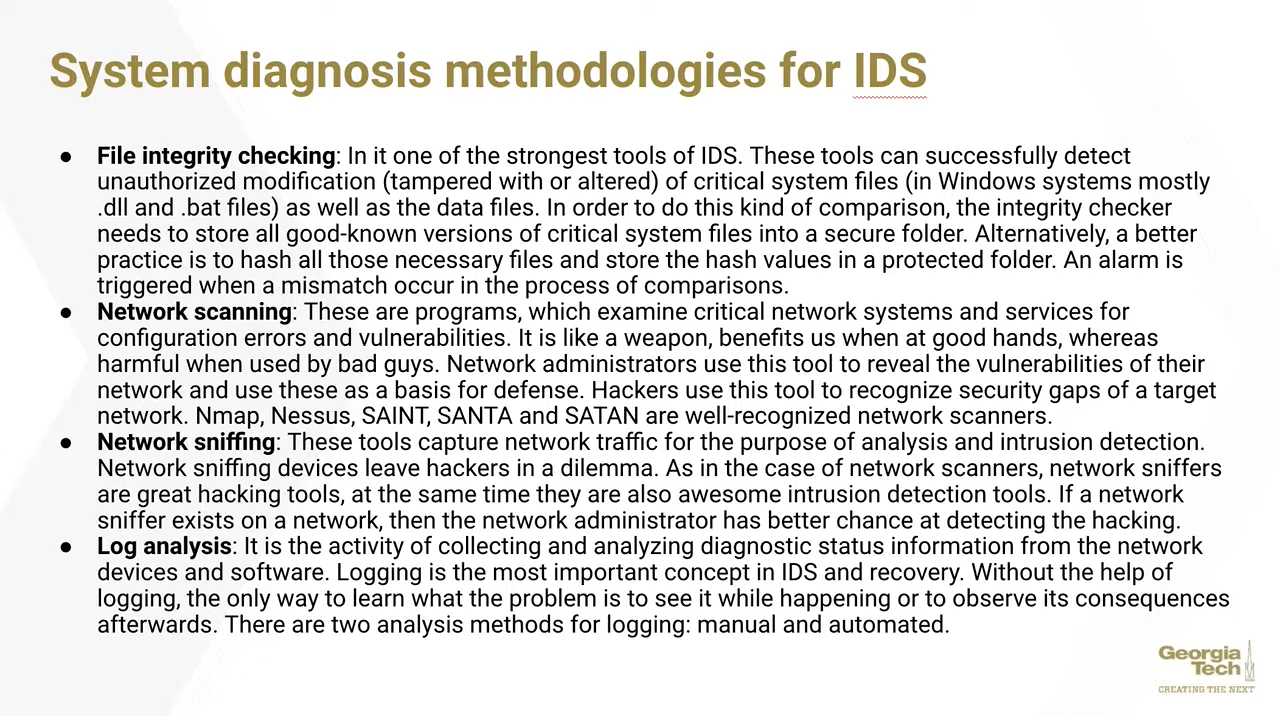 System diagnosis methodologies for IDS
● File integrity checking: In it one of the strongest tools of IDS. These tools can successfully detect
unauthorized modification (tampered with or altered) of critical system files (in Windows systems mostly
.dll and .bat files) as well as the data files. In order to do this kind of comparison, the integrity checker
needs to store all good-known versions of critical system files into a secure folder. Alternatively, a better
practice is to hash all those necessary files and store the hash values in a protected folder. An alarm is
triggered when a mismatch occur in the process of comparisons.
● Network scanning: These are programs, which examine critical network systems and services for
configuration errors and vulnerabilities. It is like a weapon, benefits us when at good hands, whereas
harmful when used by bad guys. Network administrators use this tool to reveal the vulnerabilities of their
network and use these as a basis for defense. Hackers use this tool to recognize security gaps of a target
network. Nmap, Nessus, SAINT, SANTA and SATAN are well-recognized network scanners.
● Network sniffing: These tools capture network traffic for the purpose of analysis and intrusion detection.
Network sniffing devices leave hackers in a dilemma. As in the case of network scanners, network sniffers
are great hacking tools, at the same time they are also awesome intrusion detection tools. If a network
sniffer exists on a network, then the network administrator has better chance at detecting the hacking.
● Log analysis: It is the activity of collecting and analyzing diagnostic status information from the network
devices and software. Logging is the most important concept in IDS and recovery. Without the help of
logging, the only way to learn what the problem is to see it while happening or to observe its consequences
afterwards. There are two analysis methods for logging: manual and automated.
Georgia
Tech
CREATING THE NEXT